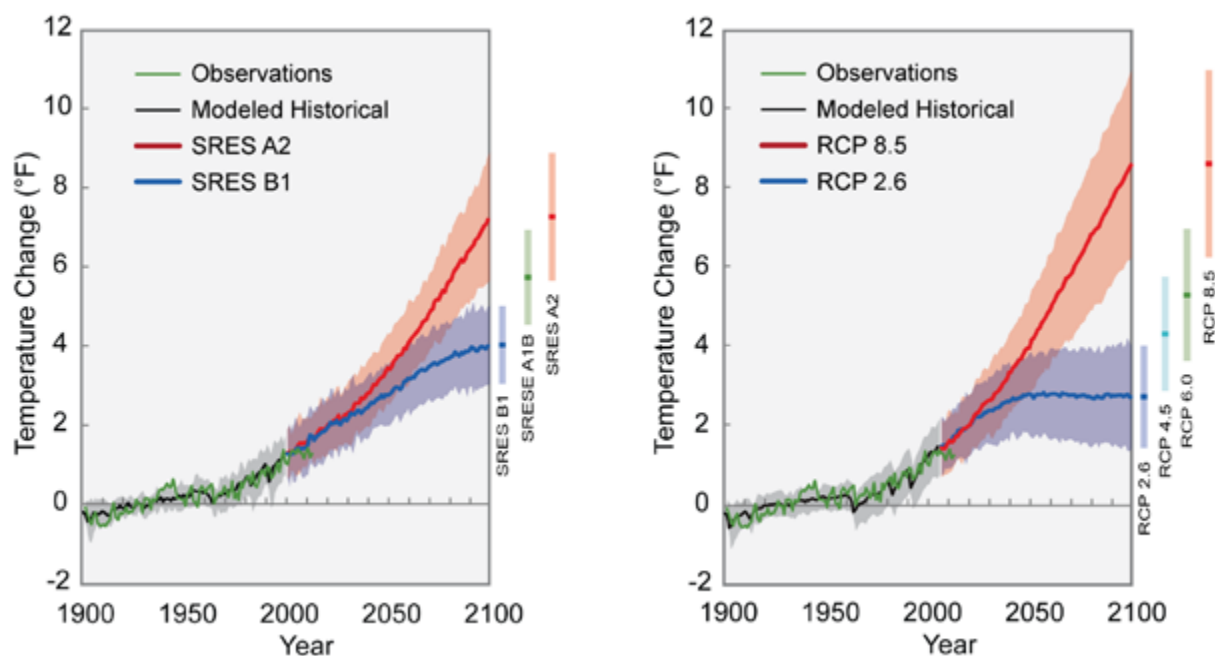 12
10
8
6
4
2
0
-2
Temperature Change (°F)
Observations
Modeled Historical
SRES A2
SRES B1
1900
1950
2000
2050
2100
Year
SRES B1
SRESE A1B
SRES A2
12
10
8
6
4
2
0
-2
Temperature Change (°F)
Observations
Modeled Historical
RCP 8.5
RCP 2.6
1900
1950
2000
2050
2100
Year
RCP 2.6
RCP 4.5
RCP 6.0
RCP 8.5